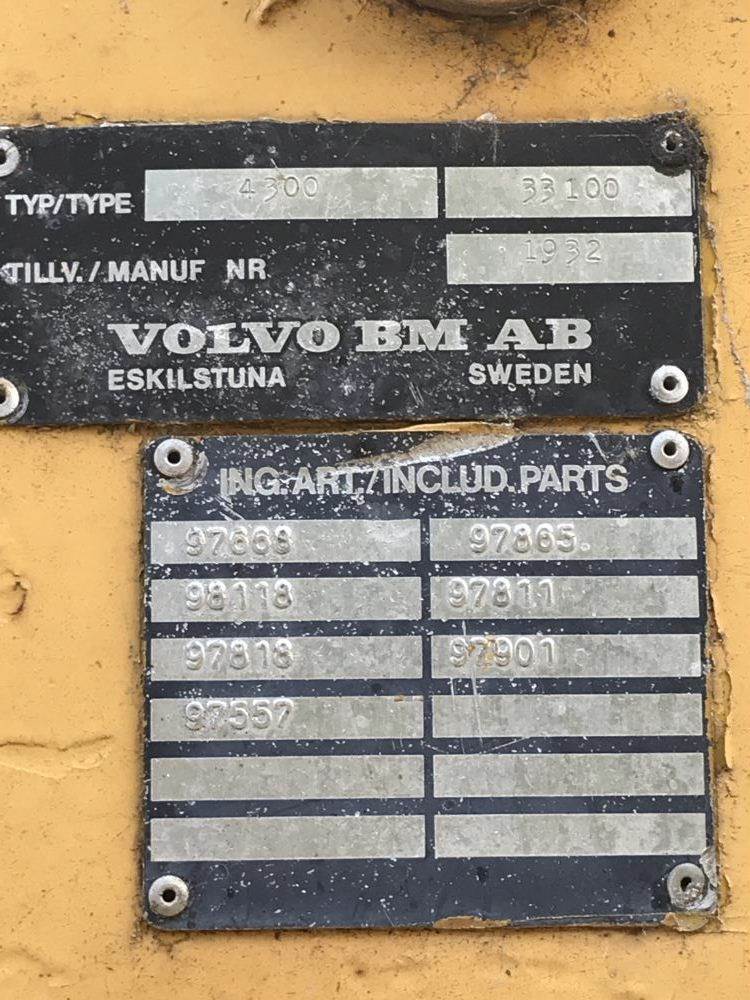 TYP/TYPE 4300 33100
TILLV./MANUF NR 1932
VOLVO BM AB
ESKILSTUNA SWEDEN
ING.ART./INCLUD.PARTS
97668 97865
98118 97811
97818 97901
97557